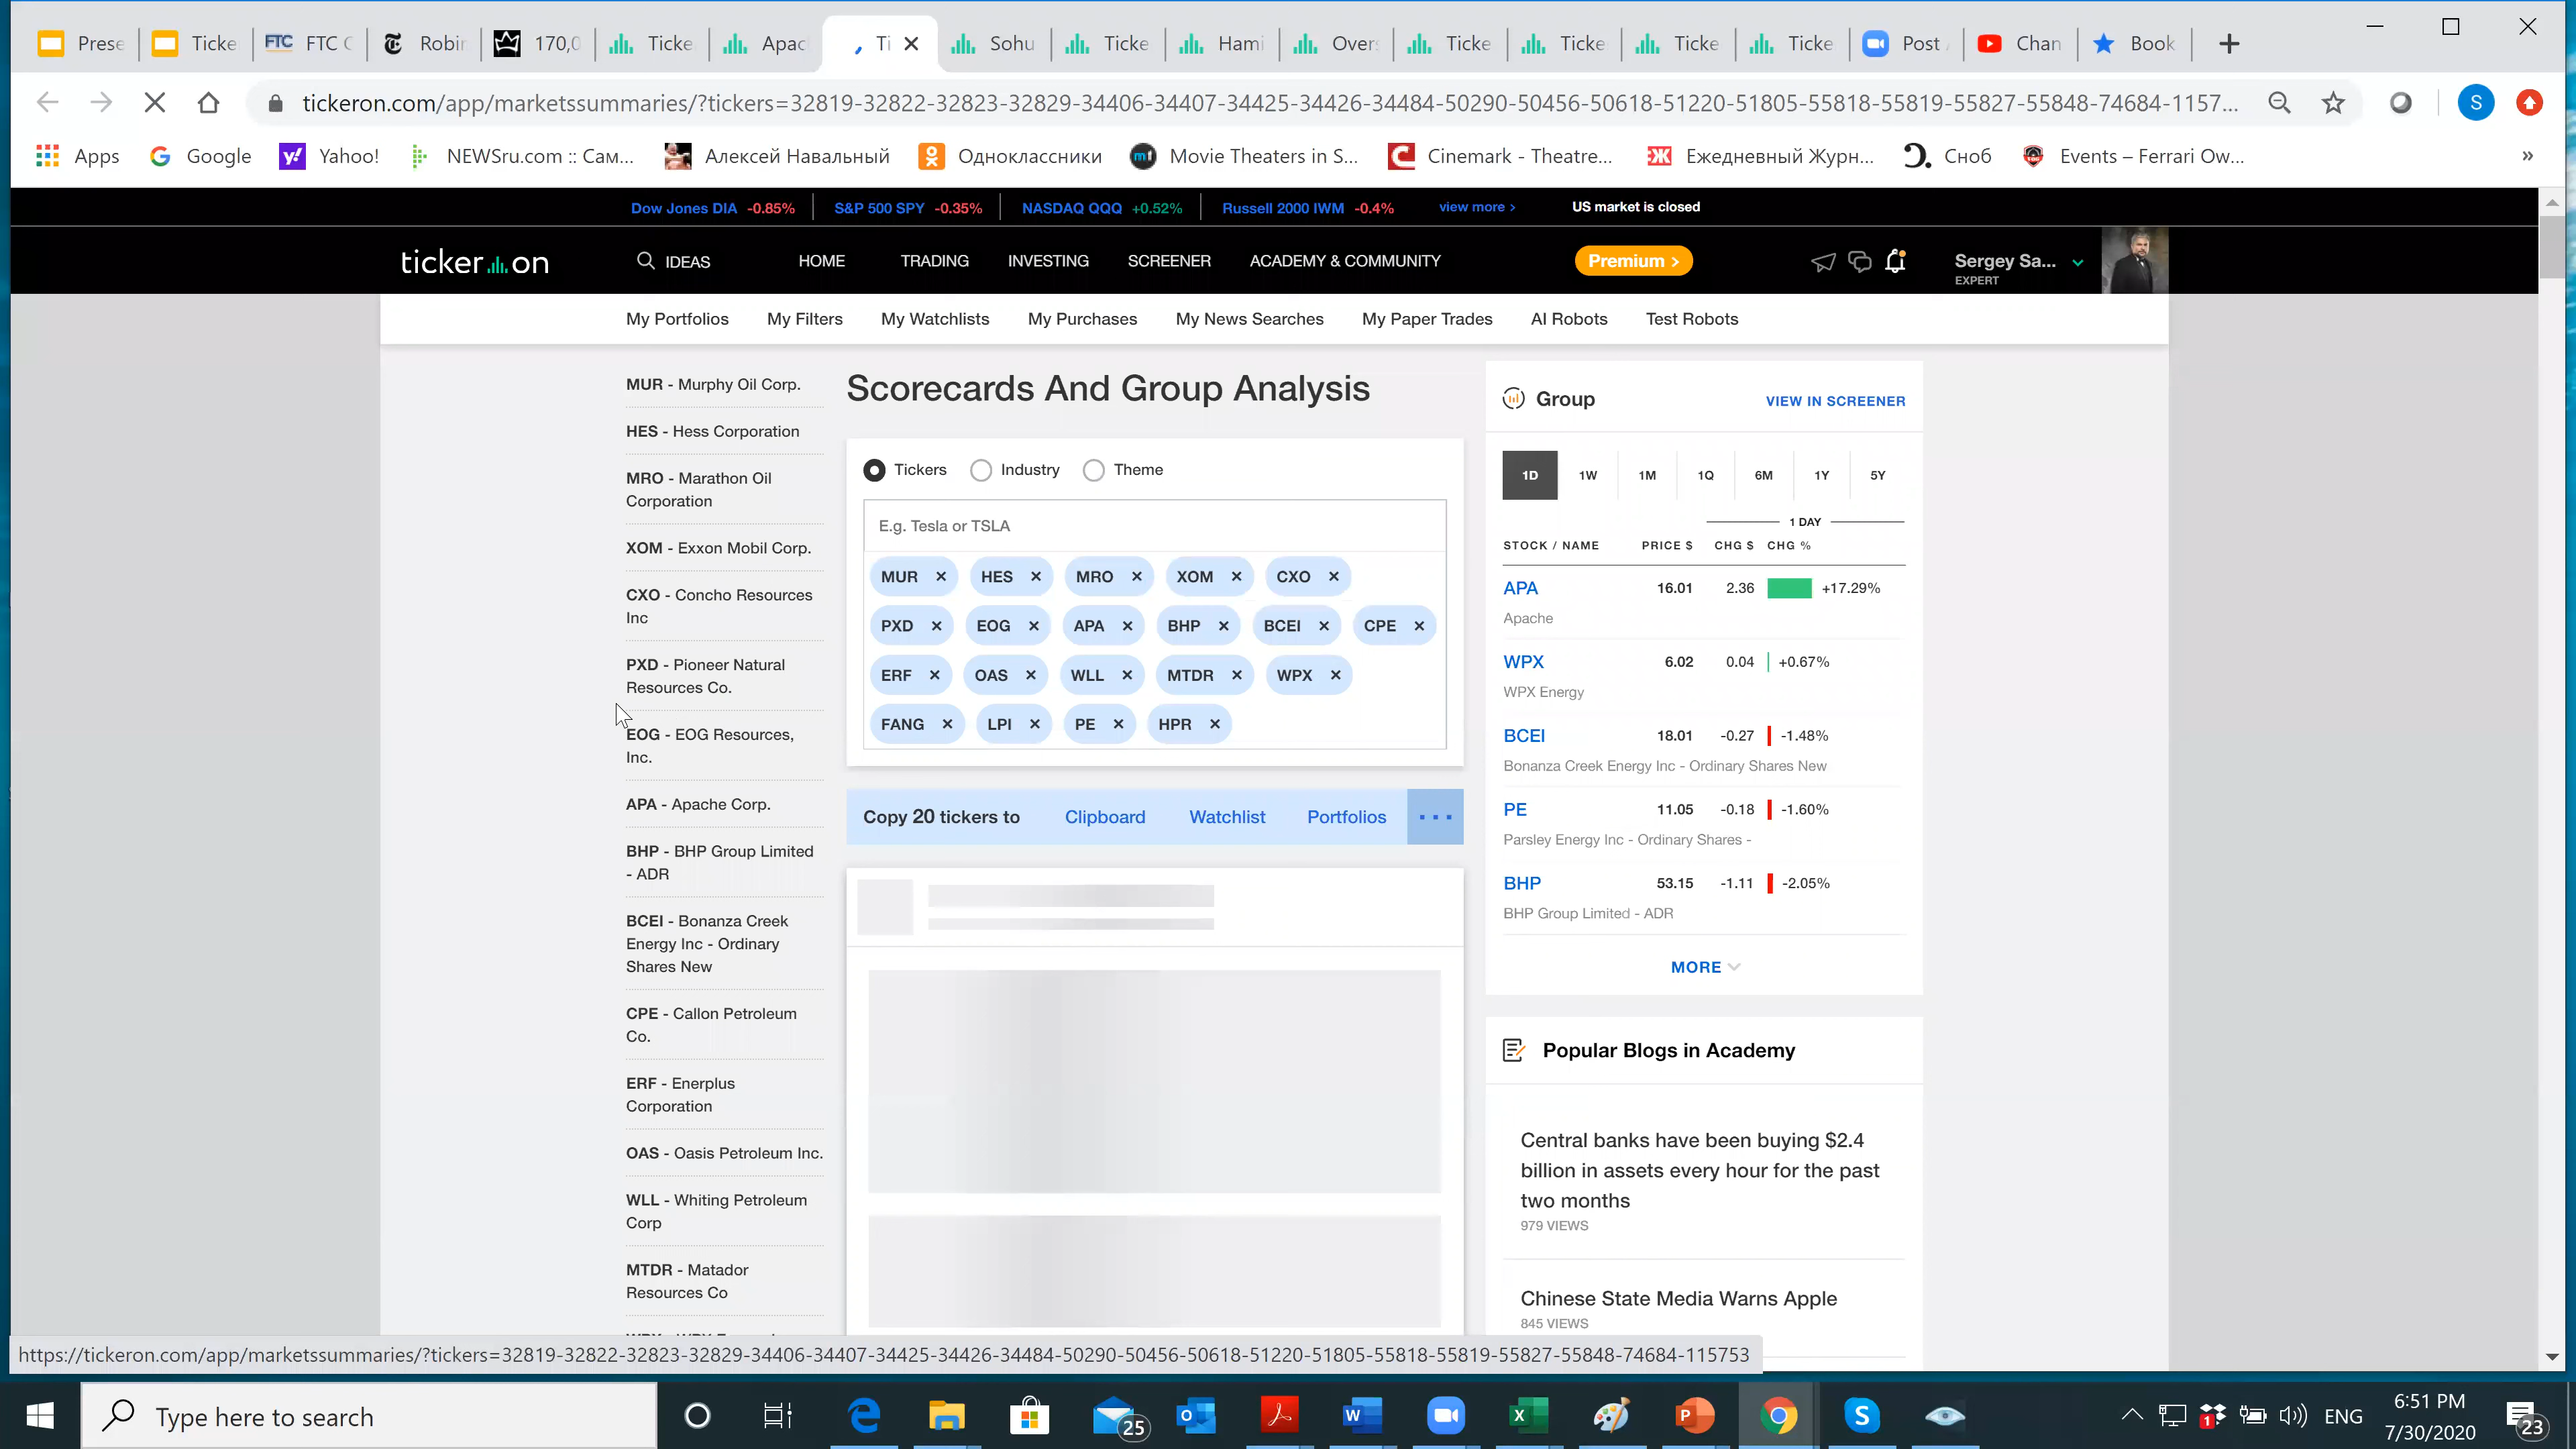 Prese
Ticke
FTC FTC C
Robin
170,0
Ticke
Apac
Ti
Sohu
Ticke
Hami
Overs
Ticke
Ticke
Ticke
Ticke
Post A
Chan
Book
tickeron.com/app/marketssummaries/?tickers=32819-32822-32823-32829-34406-34407-34425-34426-34484-50290-50456-50618-51220-51805-55818-55819-55827-55848-74684-1157...
S
Apps Google Yahoo! NEWSru.com :: Сам... Алексей Навальный Одноклассники Movie Theaters in S... Cinemark - Theatre... Ежедневный Журн... Сноб Events – Ferrari Ow... »
Dow Jones DIA -0.85% S&P 500 SPY -0.35% NASDAQ QQQ +0.52% Russell 2000 IWM -0.4% view more > US market is closed
tickeron IDEAS HOME TRADING INVESTING SCREENER ACADEMY & COMMUNITY Premium > Sergey Sa...
EXPERT
My Portfolios My Filters My Watchlists My Purchases My News Searches My Paper Trades AI Robots Test Robots
MUR - Murphy Oil Corp.
HES - Hess Corporation
MRO - Marathon Oil
Corporation
XOM - Exxon Mobil Corp.
CXO - Concho Resources
Inc
PXD - Pioneer Natural
Resources Co.
EOG - EOG Resources,
Inc.
APA - Apache Corp.
BHP - BHP Group Limited
- ADR
BCEI - Bonanza Creek
Energy Inc - Ordinary
Shares New
CPE - Callon Petroleum
Co.
ERF - Enerplus
Corporation
OAS - Oasis Petroleum Inc.
WLL - Whiting Petroleum
Corp
MTDR - Matador
Resources Co
Scorecards And Group Analysis
Tickers Industry Theme
E.g. Tesla or TSLA
MUR × HES × MRO × XOM × CXO ×
PXD × EOG × APA × BHP × BCEI × CPE ×
ERF × OAS × WLL × MTDR × WPX ×
FANG × LPI × PE × HPR ×
Copy 20 tickers to Clipboard Watchlist Portfolios ...
Group VIEW IN SCREENER
1D 1W 1M 1Q 6M 1Y 5Y
1 DAY
STOCK / NAME PRICE $ CHG $ CHG %
APA 16.01 2.36 +17.29%
Apache
WPX 6.02 0.04 +0.67%
WPX Energy
BCEI 18.01 -0.27 -1.48%
Bonanza Creek Energy Inc - Ordinary Shares New
PE 11.05 -0.18 -1.60%
Parsley Energy Inc - Ordinary Shares -
BHP 53.15 -1.11 -2.05%
BHP Group Limited - ADR
MORE
Popular Blogs in Academy
Central banks have been buying $2.4
billion in assets every hour for the past
two months
979 VIEWS
Chinese State Media Warns Apple
845 VIEWS
https://tickeron.com/app/marketssummaries/?tickers=32819-32822-32823-32829-34406-34407-34425-34426-34484-50290-50456-50618-51220-51805-55818-55819-55827-55848-74684-115753
Type here to search
25
1
ENG
6:51 PM
7/30/2020
23